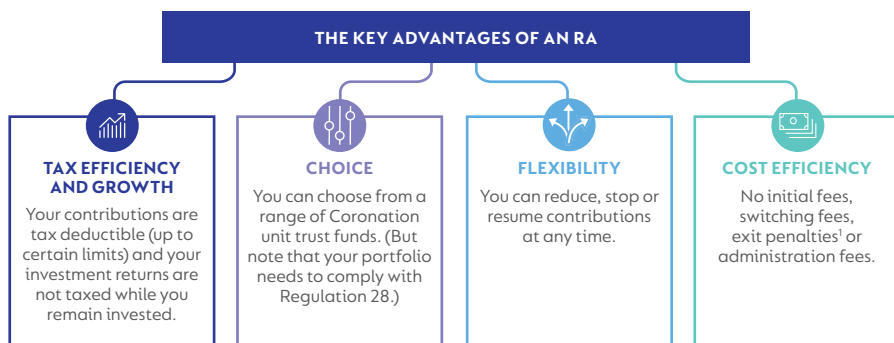 THE KEY ADVANTAGES OF AN RA
TAX EFFICIENCY
AND GROWTH
Your contributions are
tax deductible (up to
certain limits) and your
investment returns are
not taxed while you
remain invested.
CHOICE
You can choose from a
range of Coronation
unit trust funds. (But
note that your portfolio
needs to comply with
Regulation 28.)
FLEXIBILITY
You can reduce, stop or
resume contributions
at any time.
COST EFFICIENCY
No initial fees,
switching fees,
exit penalties¹ or
administration fees.